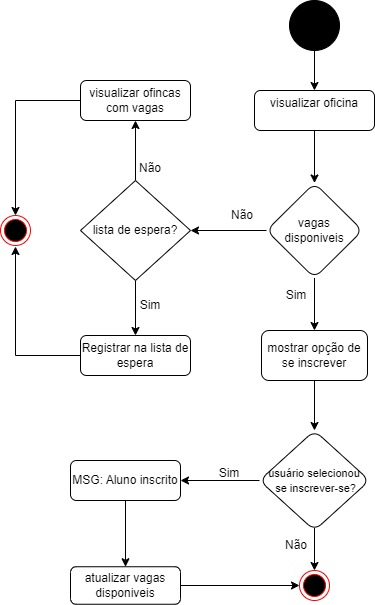 visualizar oficina
visualizar ofincas
com vagas
Não
lista de espera?
Não
vagas
disponiveis
Sim
Sim
Registrar na lista de
espera
mostrar opção de
se inscrever
usuário selecionou
se inscrever-se?
Sim
MSG: Aluno inscrito
Não
atualizar vagas
disponiveis